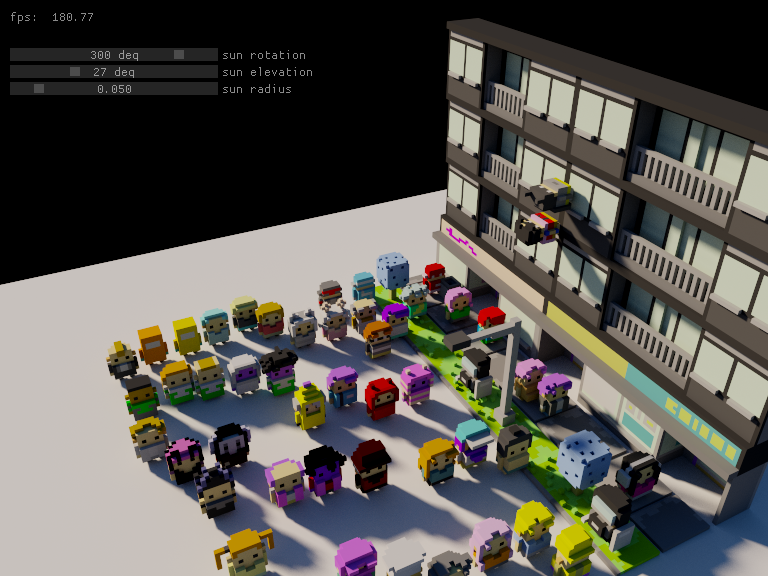 fps:  180.77
300 deg sun rotation
27 deg sun elevation
0.050 sun radius